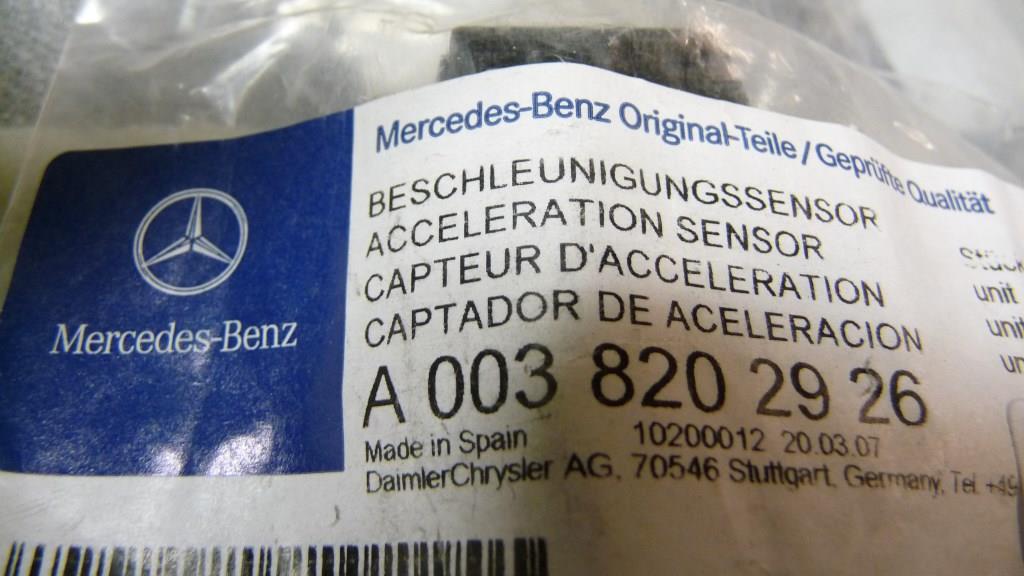 Mercedes-Benz
Mercedes-Benz Original-Teile / Geprüfte Qualität
BESCHLEUNIGUNGSSENSOR
ACCELERATION SENSOR
CAPTEUR D'ACCELERATION
CAPTADOR DE ACELERACION
A 003 820 29 26
Made in Spain 10200012 20.03.07
DaimlerChrysler AG, 70546 Stuttgart, Germany, Tel. +49
unit